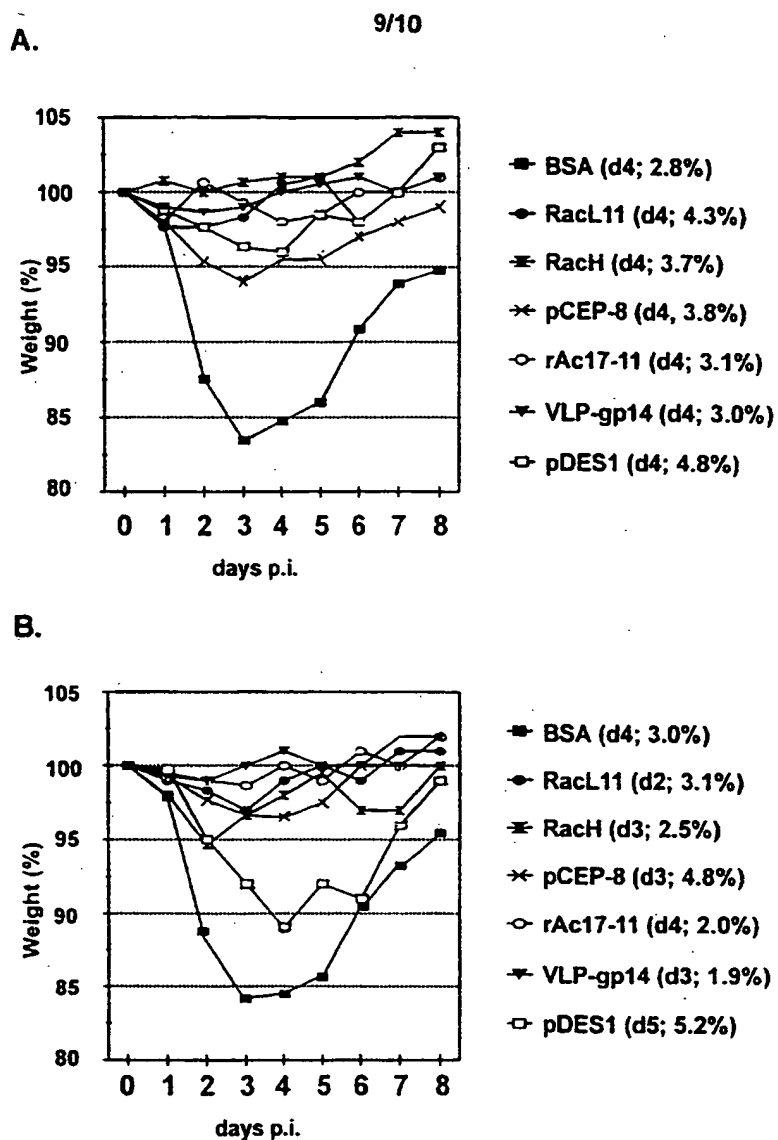 9/10
A.
105
100
95
90
85
80
Weight (%)
0 1 2 3 4 5 6 7 8
days p.i.
BSA (d4; 2.8%)
RacL11 (d4; 4.3%)
RacH (d4; 3.7%)
pCEP-8 (d4, 3.8%)
rAc17-11 (d4; 3.1%)
VLP-gp14 (d4; 3.0%)
pDES1 (d4; 4.8%)
B.
105
100
95
90
85
80
Weight (%)
0 1 2 3 4 5 6 7 8
days p.i.
BSA (d4; 3.0%)
RacL11 (d2; 3.1%)
RacH (d3; 2.5%)
pCEP-8 (d3; 4.8%)
rAc17-11 (d4; 2.0%)
VLP-gp14 (d3; 1.9%)
pDES1 (d5; 5.2%)